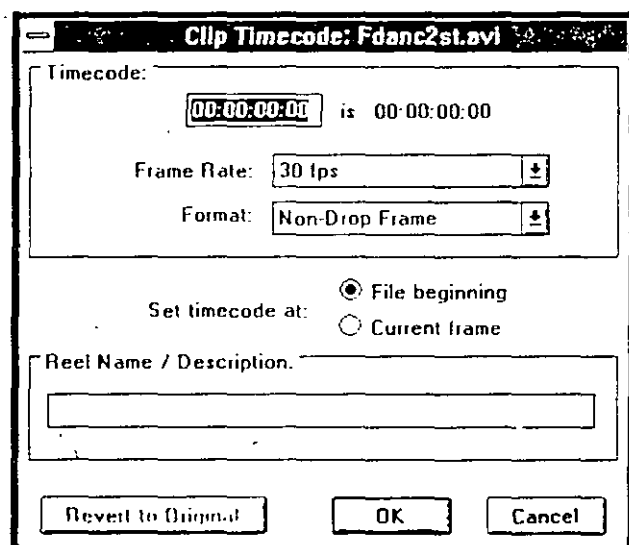 Clip Timecode: Fdanc2st.avi
Timecode:
00:00:00:00 is 00:00:00:00
Frame Rate: 30 fps
Format: Non-Drop Frame
Set timecode at:
File beginning
Current frame
Reel Name / Description.
Revert to Original
OK
Cancel